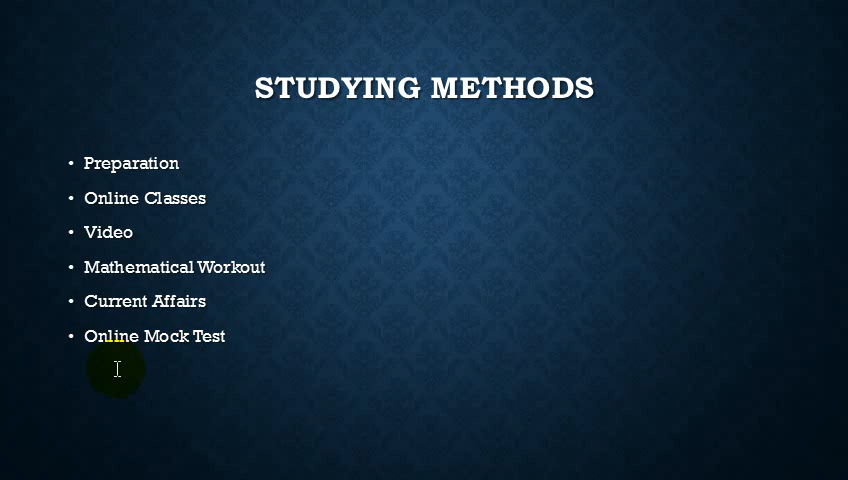 STUDYING METHODS
• Preparation
• Online Classes
• Video
• Mathematical Workout
• Current Affairs
• Online Mock Test